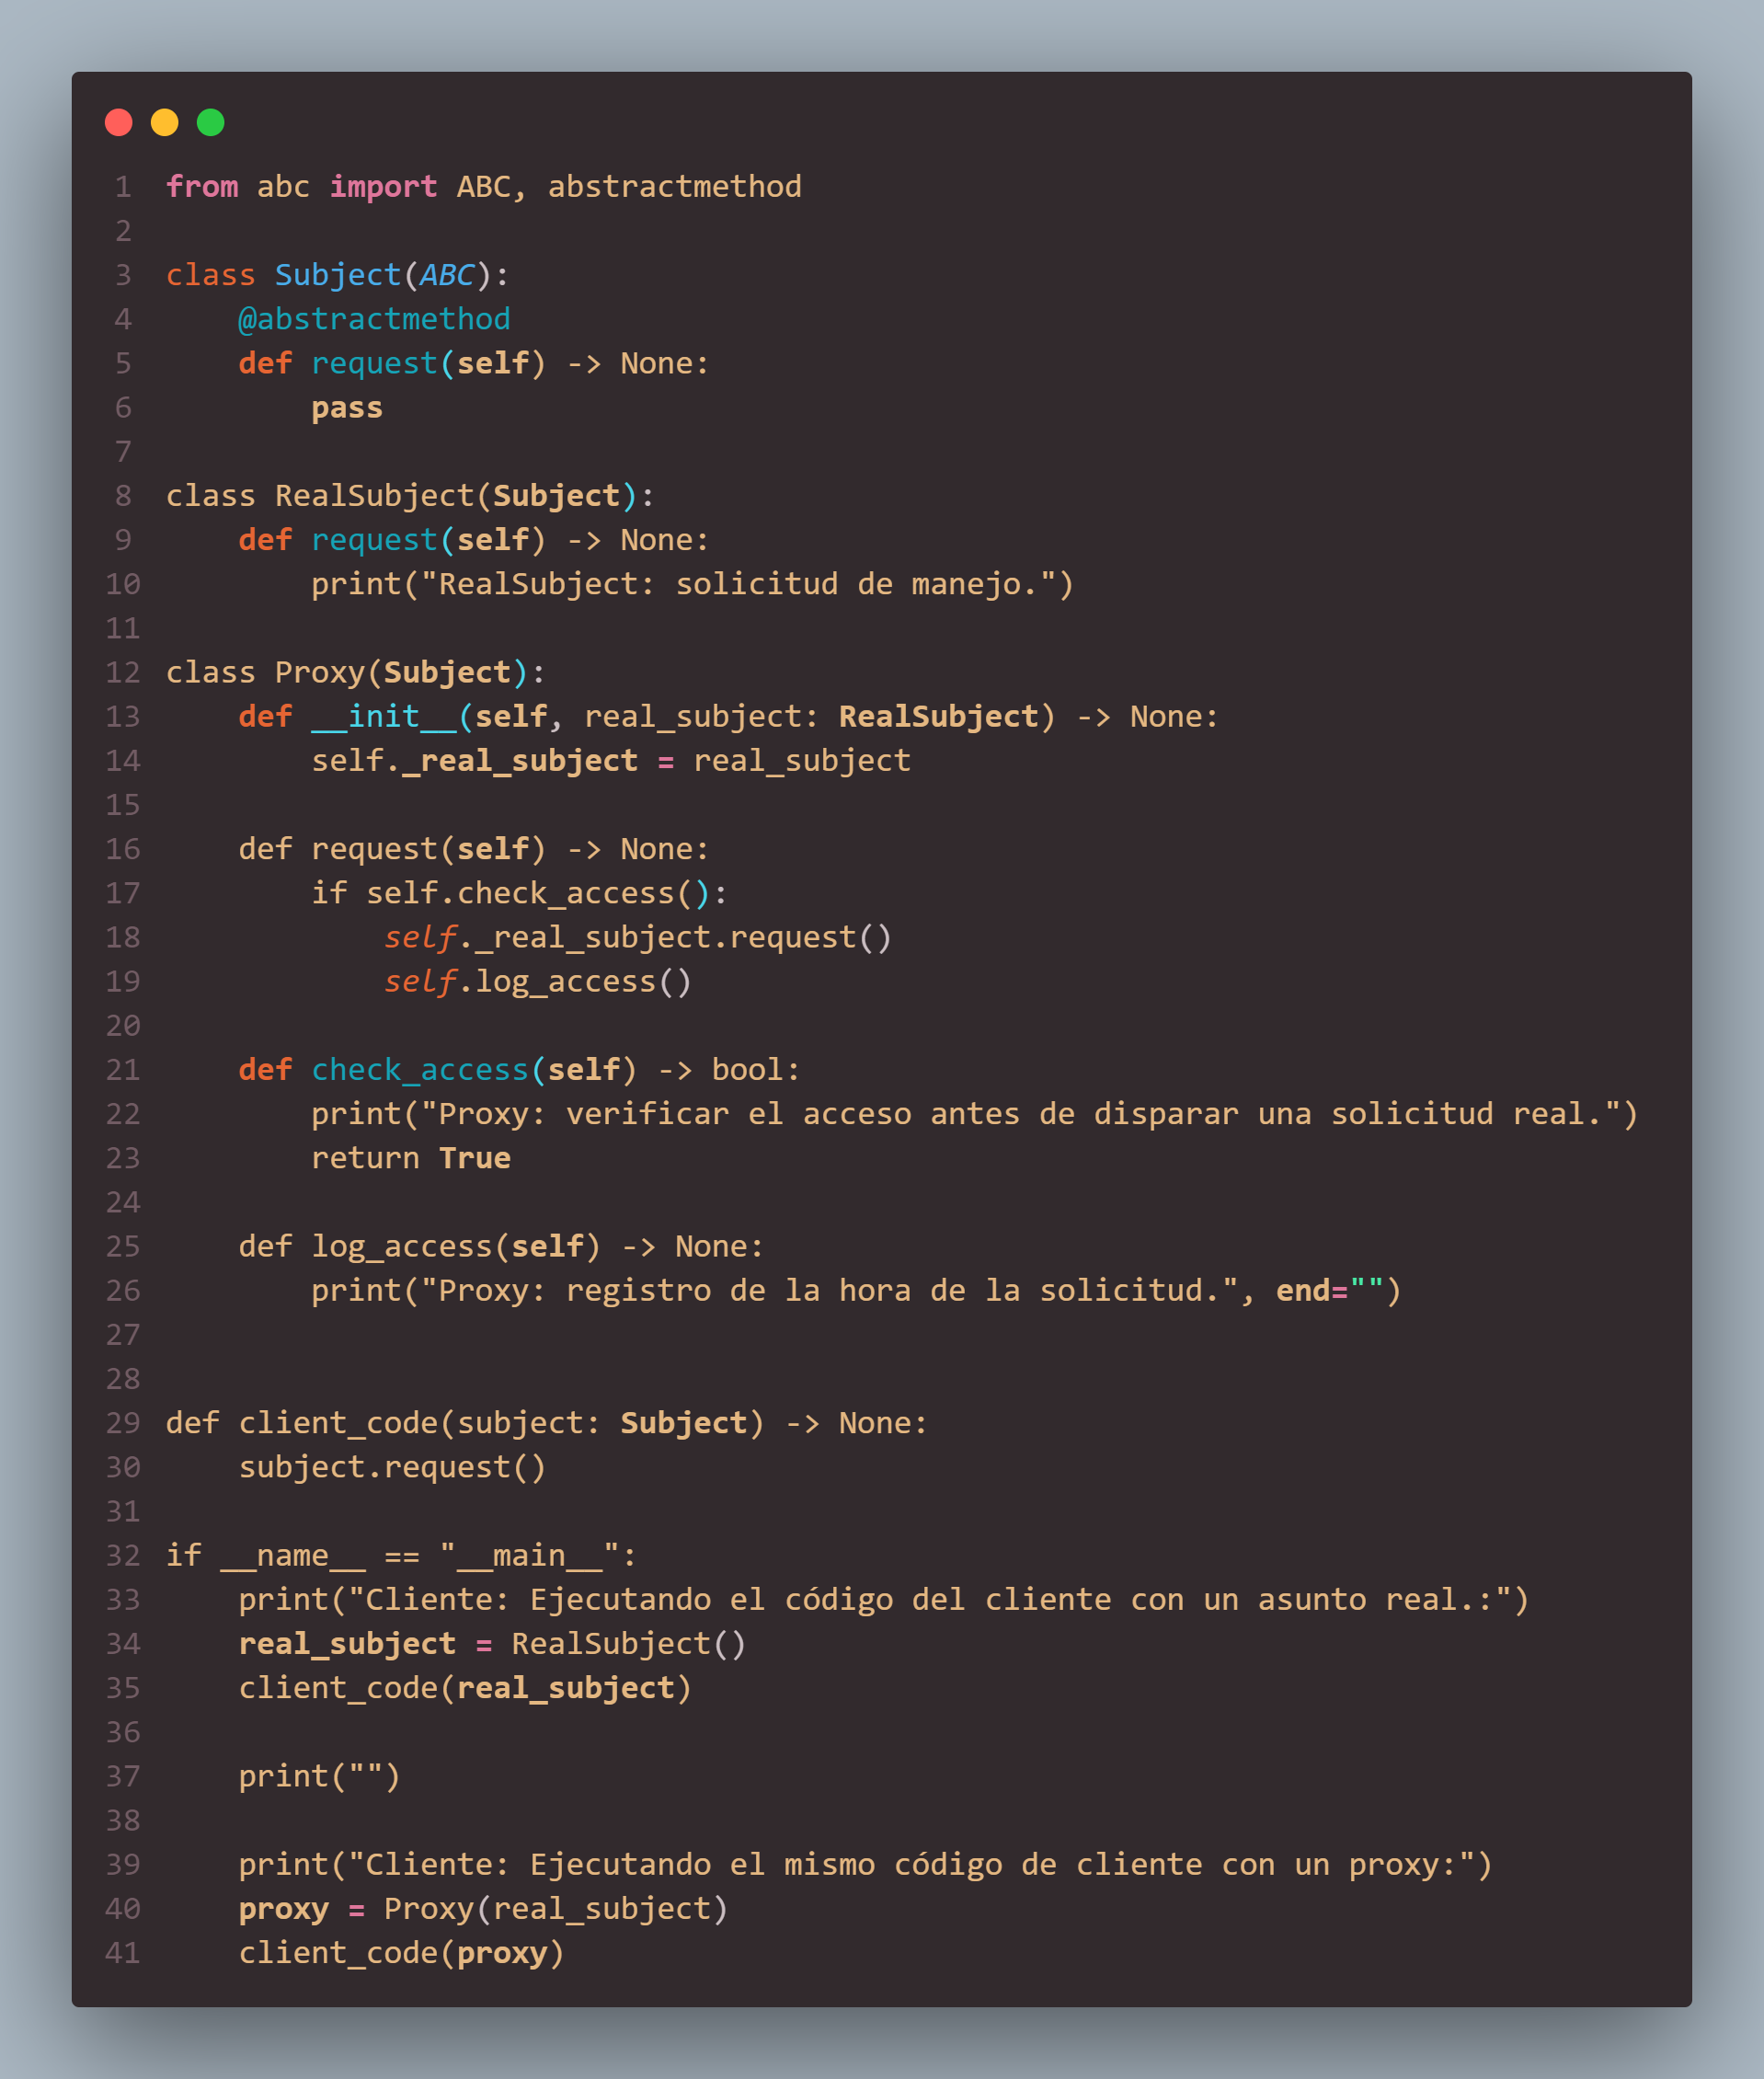 1 from abc import ABC, abstractmethod
2
3 class Subject(ABC):
4     @abstractmethod
5     def request(self) -> None:
6         pass
7
8 class RealSubject(Subject):
9     def request(self) -> None:
10         print("RealSubject: solicitud de manejo.")
11
12 class Proxy(Subject):
13     def __init__(self, real_subject: RealSubject) -> None:
14         self._real_subject = real_subject
15
16     def request(self) -> None:
17         if self.check_access():
18             self._real_subject.request()
19             self.log_access()
20
21     def check_access(self) -> bool:
22         print("Proxy: verificar el acceso antes de disparar una solicitud real.")
23         return True
24
25     def log_access(self) -> None:
26         print("Proxy: registro de la hora de la solicitud.", end="")
27
28
29 def client_code(subject: Subject) -> None:
30     subject.request()
31
32 if __name__ == "__main__":
33     print("Cliente: Ejecutando el código del cliente con un asunto real.:")
34     real_subject = RealSubject()
35     client_code(real_subject)
36
37     print("")
38
39     print("Cliente: Ejecutando el mismo código de cliente con un proxy:")
40     proxy = Proxy(real_subject)
41     client_code(proxy)